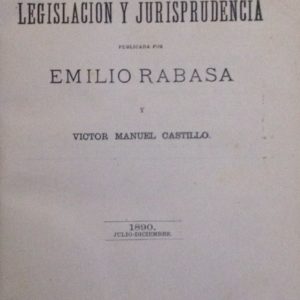 LEGISLACION Y JURISPRUDENCIA
PUBLICADA POR
EMILIO RABASA
Y
VICTOR MANUEL CASTILLO.
1890,
JULIO-DICIEMBRE.